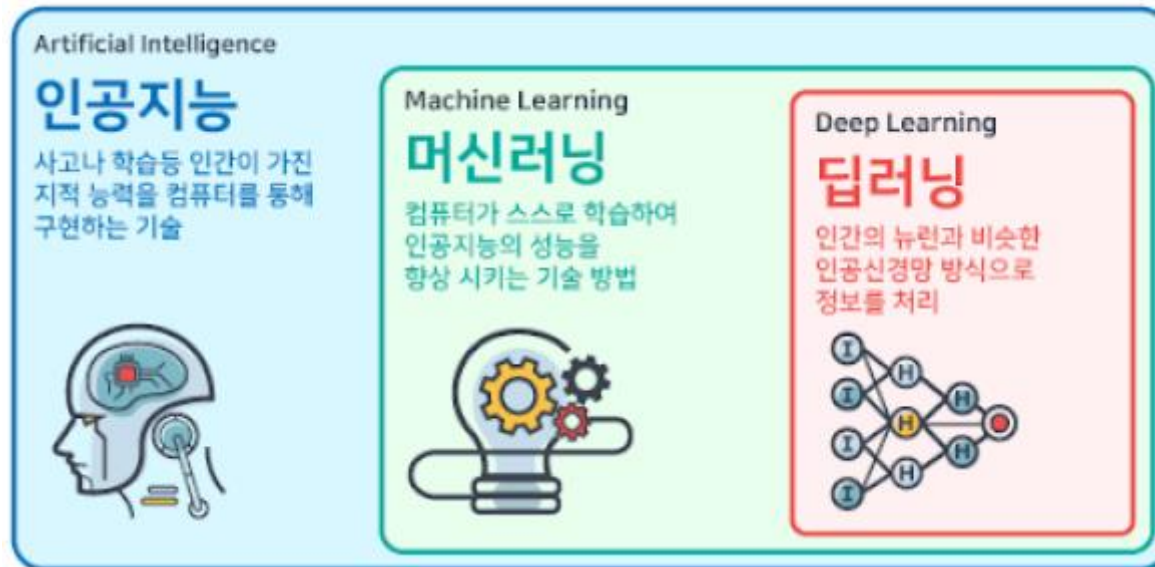 Artificial Intelligence
인공지능
사고나 학습등 인간이 가진
지적 능력을 컴퓨터를 통해
구현하는 기술
Machine Learning
머신러닝
컴퓨터가 스스로 학습하여
인공지능의 성능을
향상 시키는 기술 방법
Deep Learning
딥러닝
인간의 뉴런과 비슷한
인공신경망 방식으로
정보를 처리
I
H
I
H
H
I
H
H
I